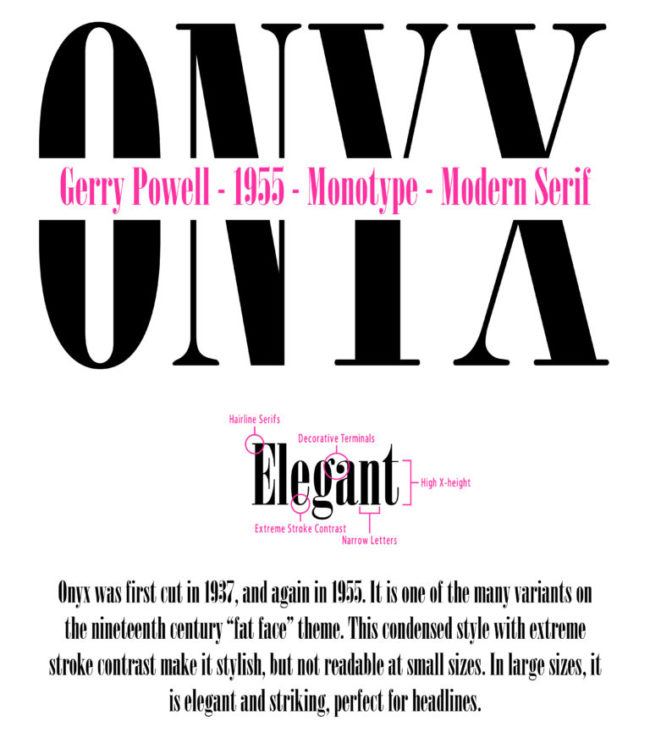 ONYX
Gerry Powell - 1955 - Monotype - Modern Serif
Hairline Serifs
Decorative Terminals
Elegant
High X-height
Extreme Stroke Contrast
Narrow Letters
Onyx was first cut in 1937, and again in 1955. It is one of the many variants on
the nineteenth century “fat face” theme. This condensed style with extreme
stroke contrast make it stylish, but not readable at small sizes. In large sizes, it
is elegant and striking, perfect for headlines.